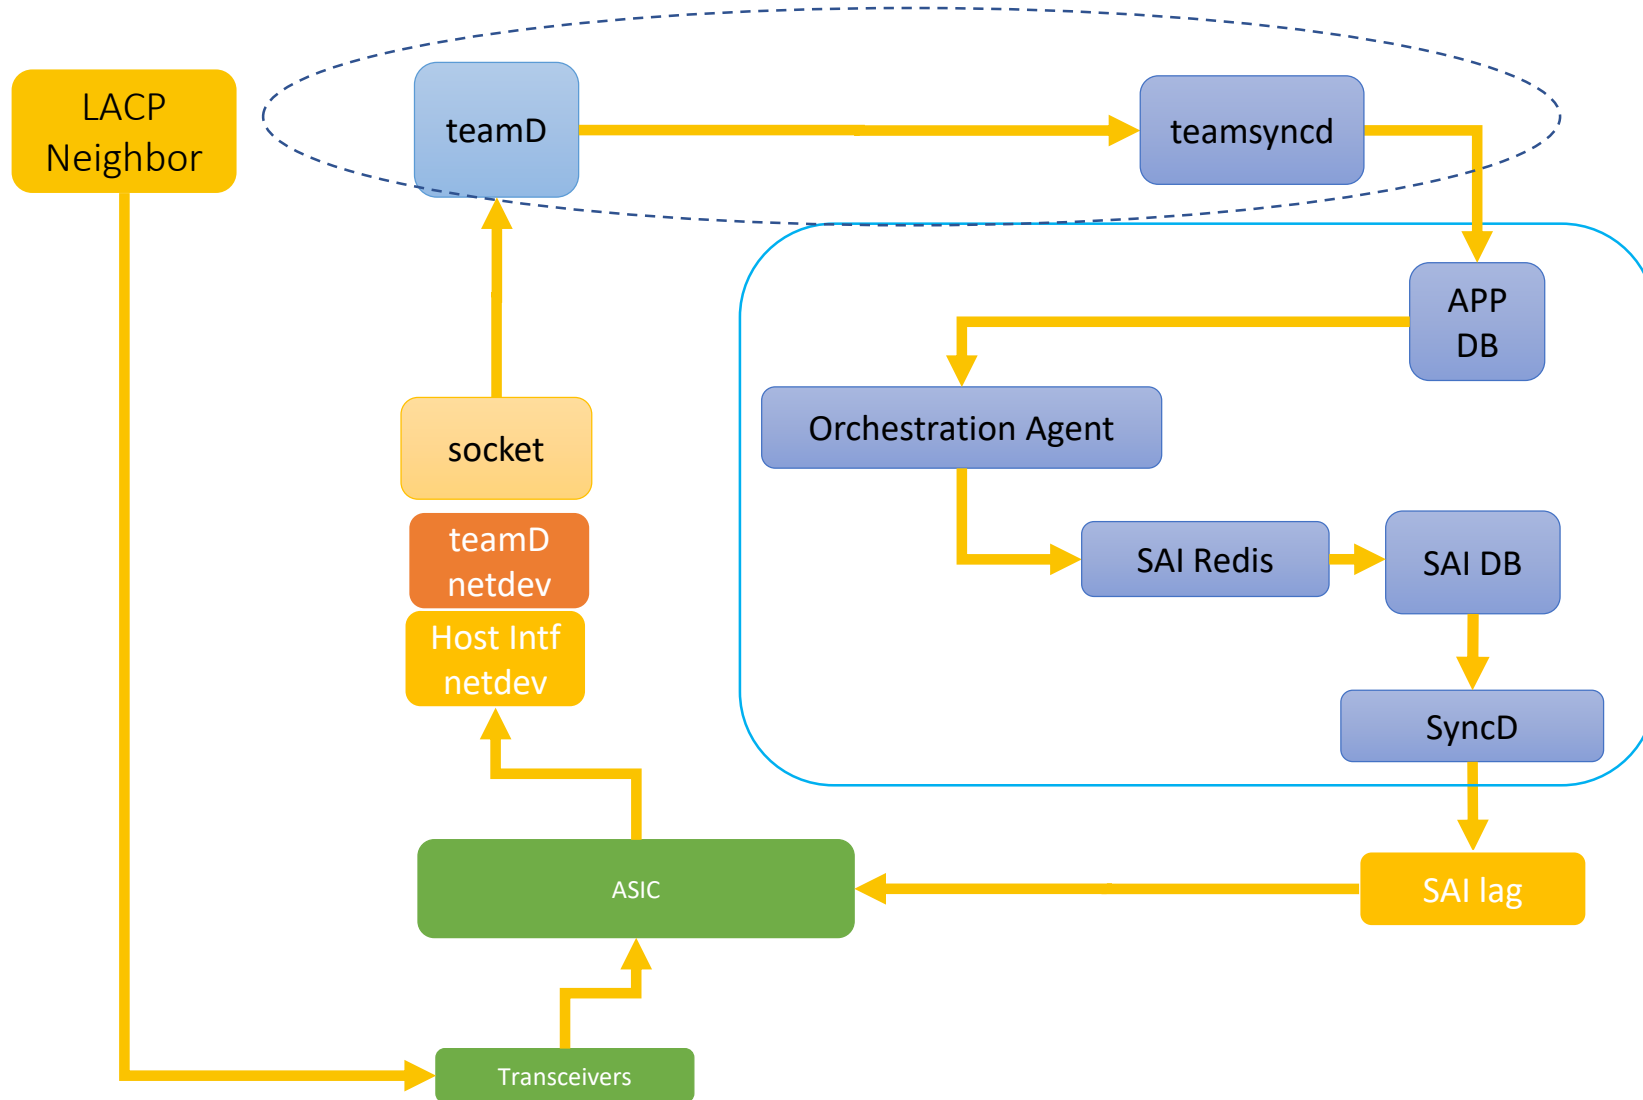 LACP
Neighbor
teamD
teamsyncd
APP
DB
Orchestration Agent
socket
SAI Redis
SAI DB
teamD
netdev
Host Intf
netdev
SyncD
ASIC
SAI lag
Transceivers